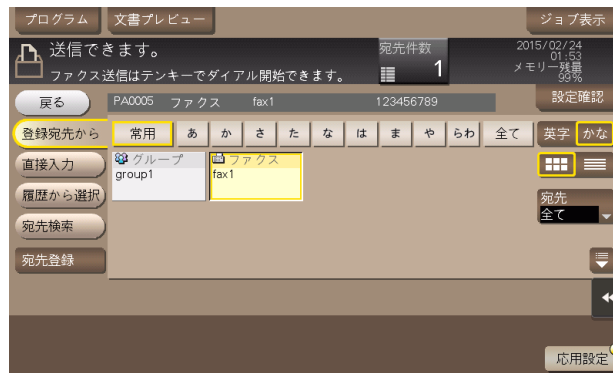 プログラム
文書プレビュー
ジョブ表示
送信できます。
ファクス送信はテンキーでダイアル開始できます。
宛先件数
1
2015/02/24
01:53
メモリー残量
99%
戻る
PA0005 ファクス fax1 123456789
設定確認
登録宛先から
常用 あ か さ た な は ま や らわ 全て
英字 かな
直接入力
グループ
group1
ファクス
fax1
履歴から選択
宛先
全て
宛先検索
宛先登録
応用設定